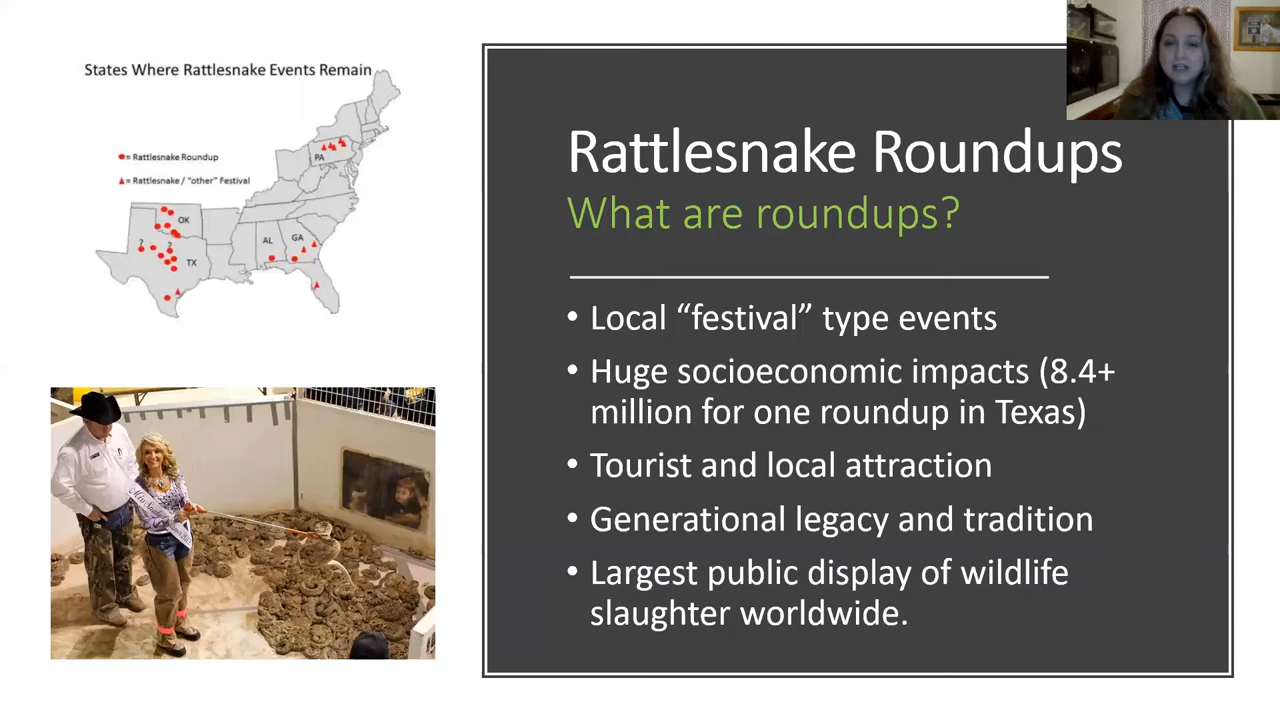 States Where Rattlesnake Events Remain
= Rattlesnake Roundup
= Rattlesnake / "other" Festival
PA
OK
AL
GA
?
?
TX
Rattlesnake Roundups
What are roundups?
• Local “festival” type events
• Huge socioeconomic impacts (8.4+
million for one roundup in Texas)
• Tourist and local attraction
• Generational legacy and tradition
• Largest public display of wildlife
slaughter worldwide.